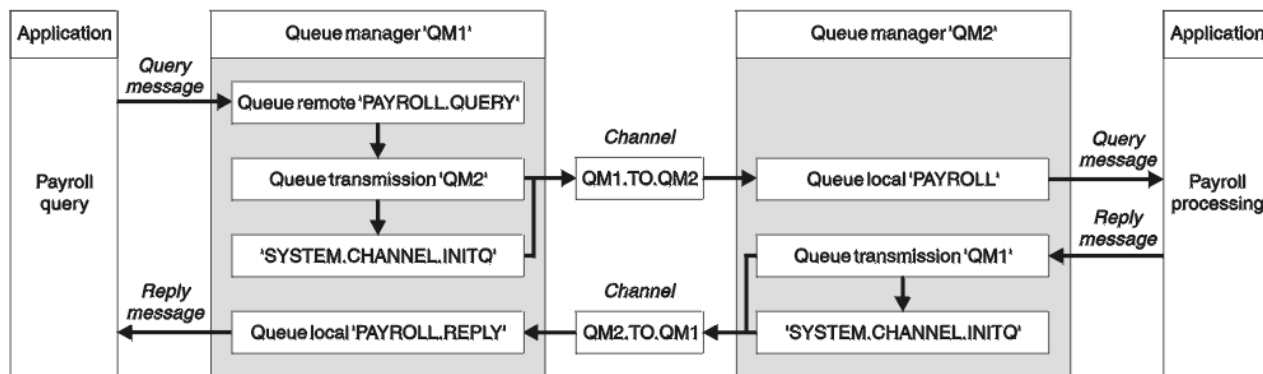 Application
Queue manager 'QM1'
Queue manager 'QM2'
Application
Query
message
Queue remote 'PAYROLL.QUERY'
Channel
Query
message
Payroll
query
Queue transmission 'QM2'
QM1.TO.QM2
Queue local 'PAYROLL'
Payroll
processing
'SYSTEM.CHANNEL.INITQ'
Queue transmission 'QM1'
Reply
message
Reply
message
Channel
Queue local 'PAYROLL.REPLY'
QM2.TO.QM1
'SYSTEM.CHANNEL.INITQ'